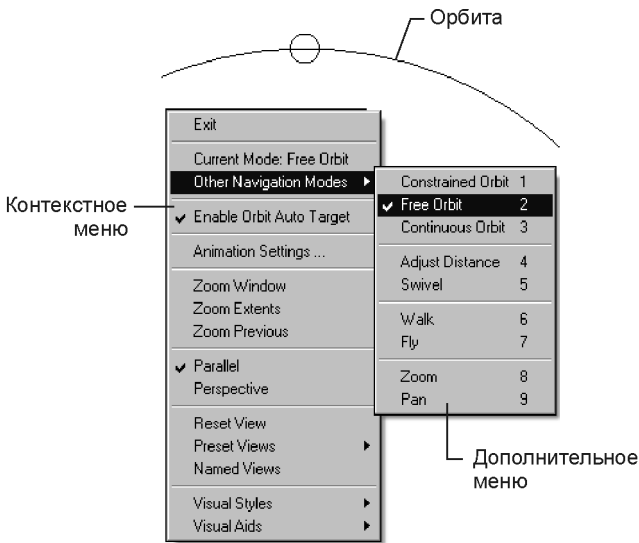 Орбита
Exit
Current Mode: Free Orbit
Other Navigation Modes
Контекстное
меню
Enable Orbit Auto Target
Animation Settings ...
Zoom Window
Zoom Extents
Zoom Previous
Parallel
Perspective
Reset View
Preset Views
Named Views
Visual Styles
Visual Aids
Constrained Orbit 1
Free Orbit 2
Continuous Orbit 3
Adjust Distance 4
Swivel 5
Walk 6
Fly 7
Zoom 8
Pan 9
Дополнительное
меню